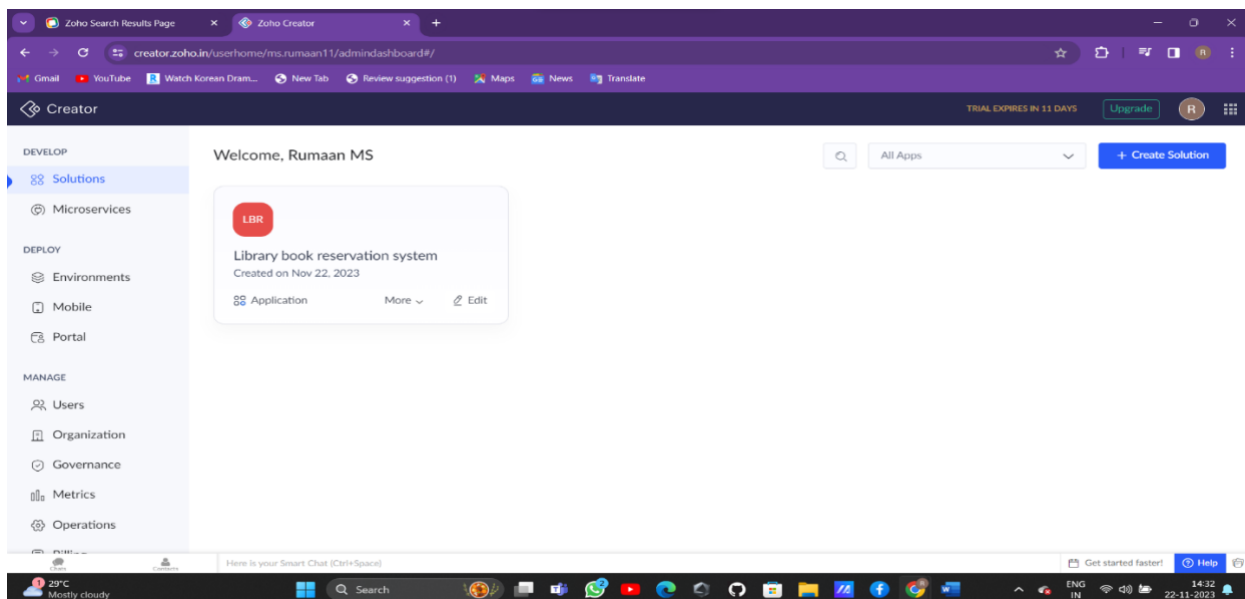 Zoho Search Results Page
Zoho Creator
creator.zoho.in/userhome/ms.rumaan11/admindashboard#/
R
Gmail
YouTube
Watch Korean Dram...
New Tab
Review suggestion (1)
Maps
News
Translate
Creator
TRIAL EXPIRES IN 11 DAYS
Upgrade
R
DEVELOP
Solutions
Microservices
DEPLOY
Environments
Mobile
Portal
MANAGE
Users
Organization
Governance
Metrics
Operations
Welcome, Rumaan MS
All Apps
+ Create Solution
LBR
Library book reservation system
Created on Nov 22, 2023
Application
More
Edit
Chats
Contacts
Here is your Smart Chat (Ctrl+Space)
Get started faster!
Help
1
29°C
Mostly cloudy
Search
ENG
IN
14:32
22-11-2023